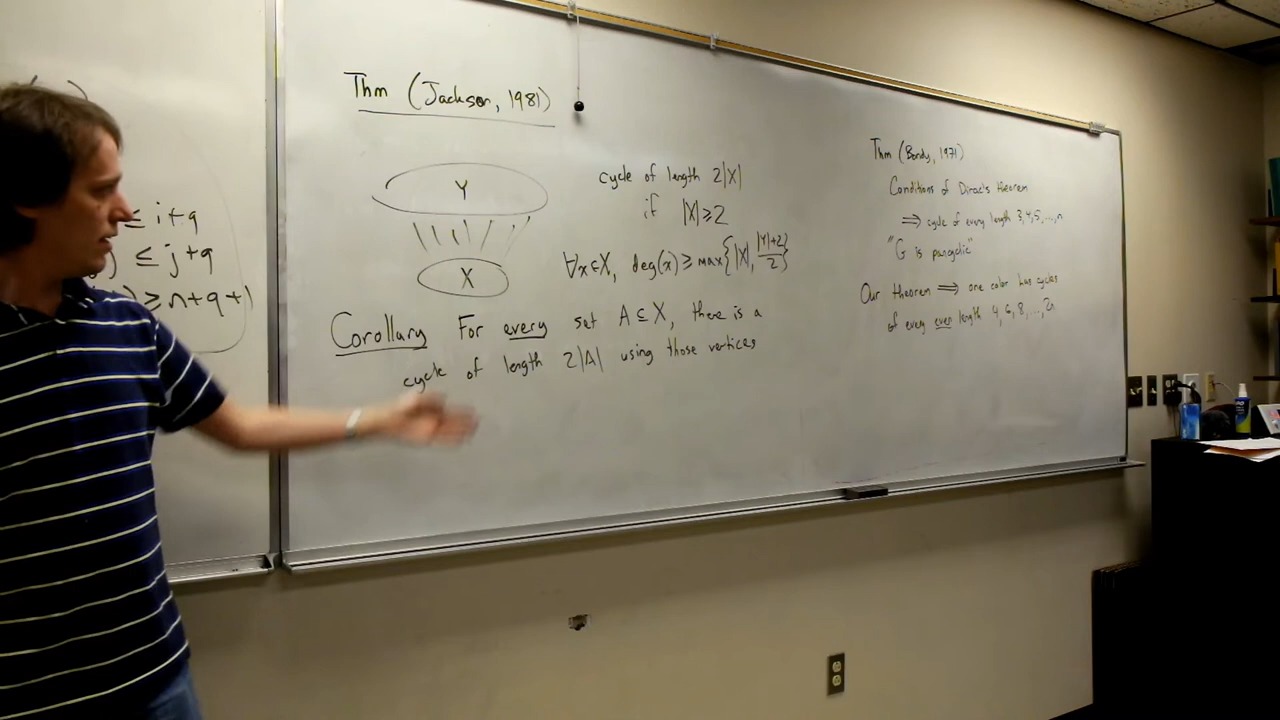 ≤ i+q
) ≤ j+q
) ≥ n+q+1
Thm (Jackson, 1981)
Y
X
cycle of length 2|X|
if |X| ≥ 2
∀x∈X, deg(x) ≥ max{|X|, |Y|+2/2}
Corollary For every set A ⊆ X, there is a
cycle of length 2|A| using those vertices
Thm (Bondy, 1971)
Conditions of Dirac's theorem
⟹ cycle of every length 3,4,5,...,n
"G is pancyclic"
Our theorem ⟹ one color has cycles
of every even length 4, 6, 8, ..., 2n